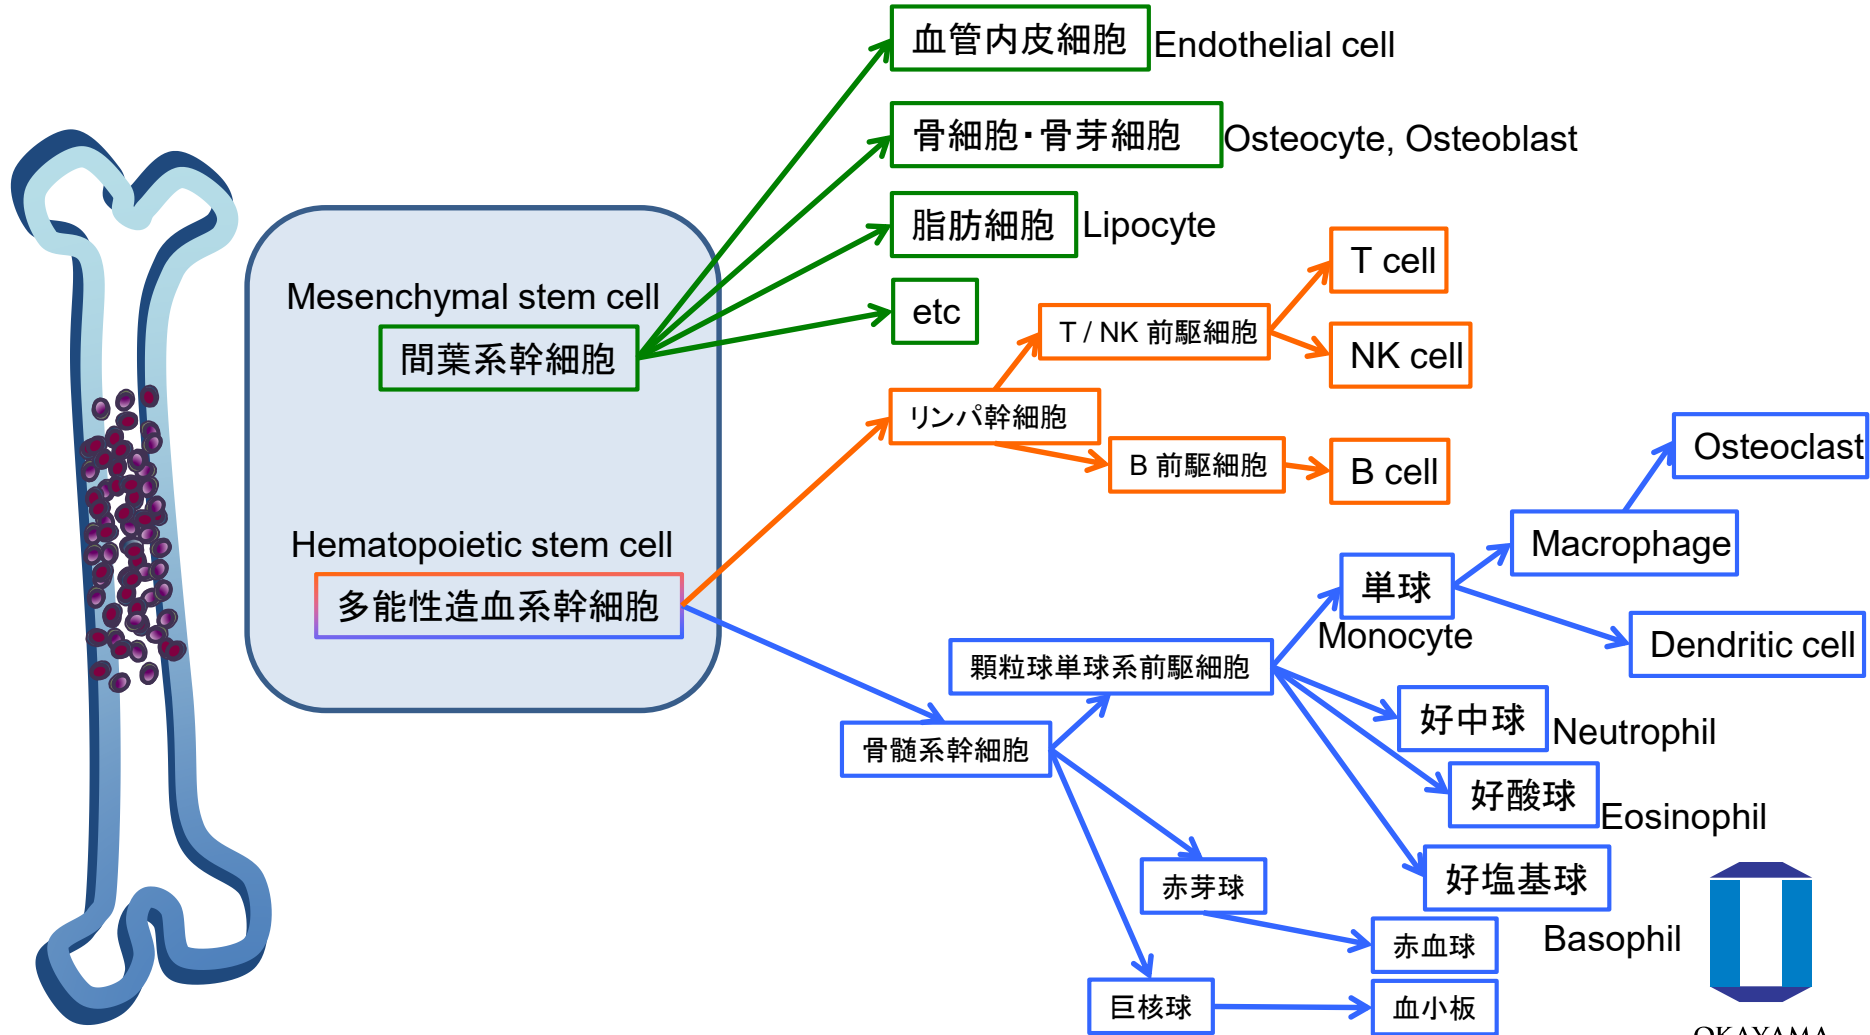 血管内皮細胞 Endothelial cell
骨細胞・骨芽細胞 Osteocyte, Osteoblast
脂肪細胞 Lipocyte
etc
Mesenchymal stem cell
間葉系幹細胞
T cell
T / NK 前駆細胞
NK cell
リンパ幹細胞
B 前駆細胞
B cell
Hematopoietic stem cell
多能性造血系幹細胞
Osteoclast
Macrophage
単球
Monocyte
Dendritic cell
顆粒球単球系前駆細胞
骨髄系幹細胞
好中球 Neutrophil
好酸球 Eosinophil
好塩基球
Basophil
赤芽球
赤血球
巨核球
血小板
OKAYAMA